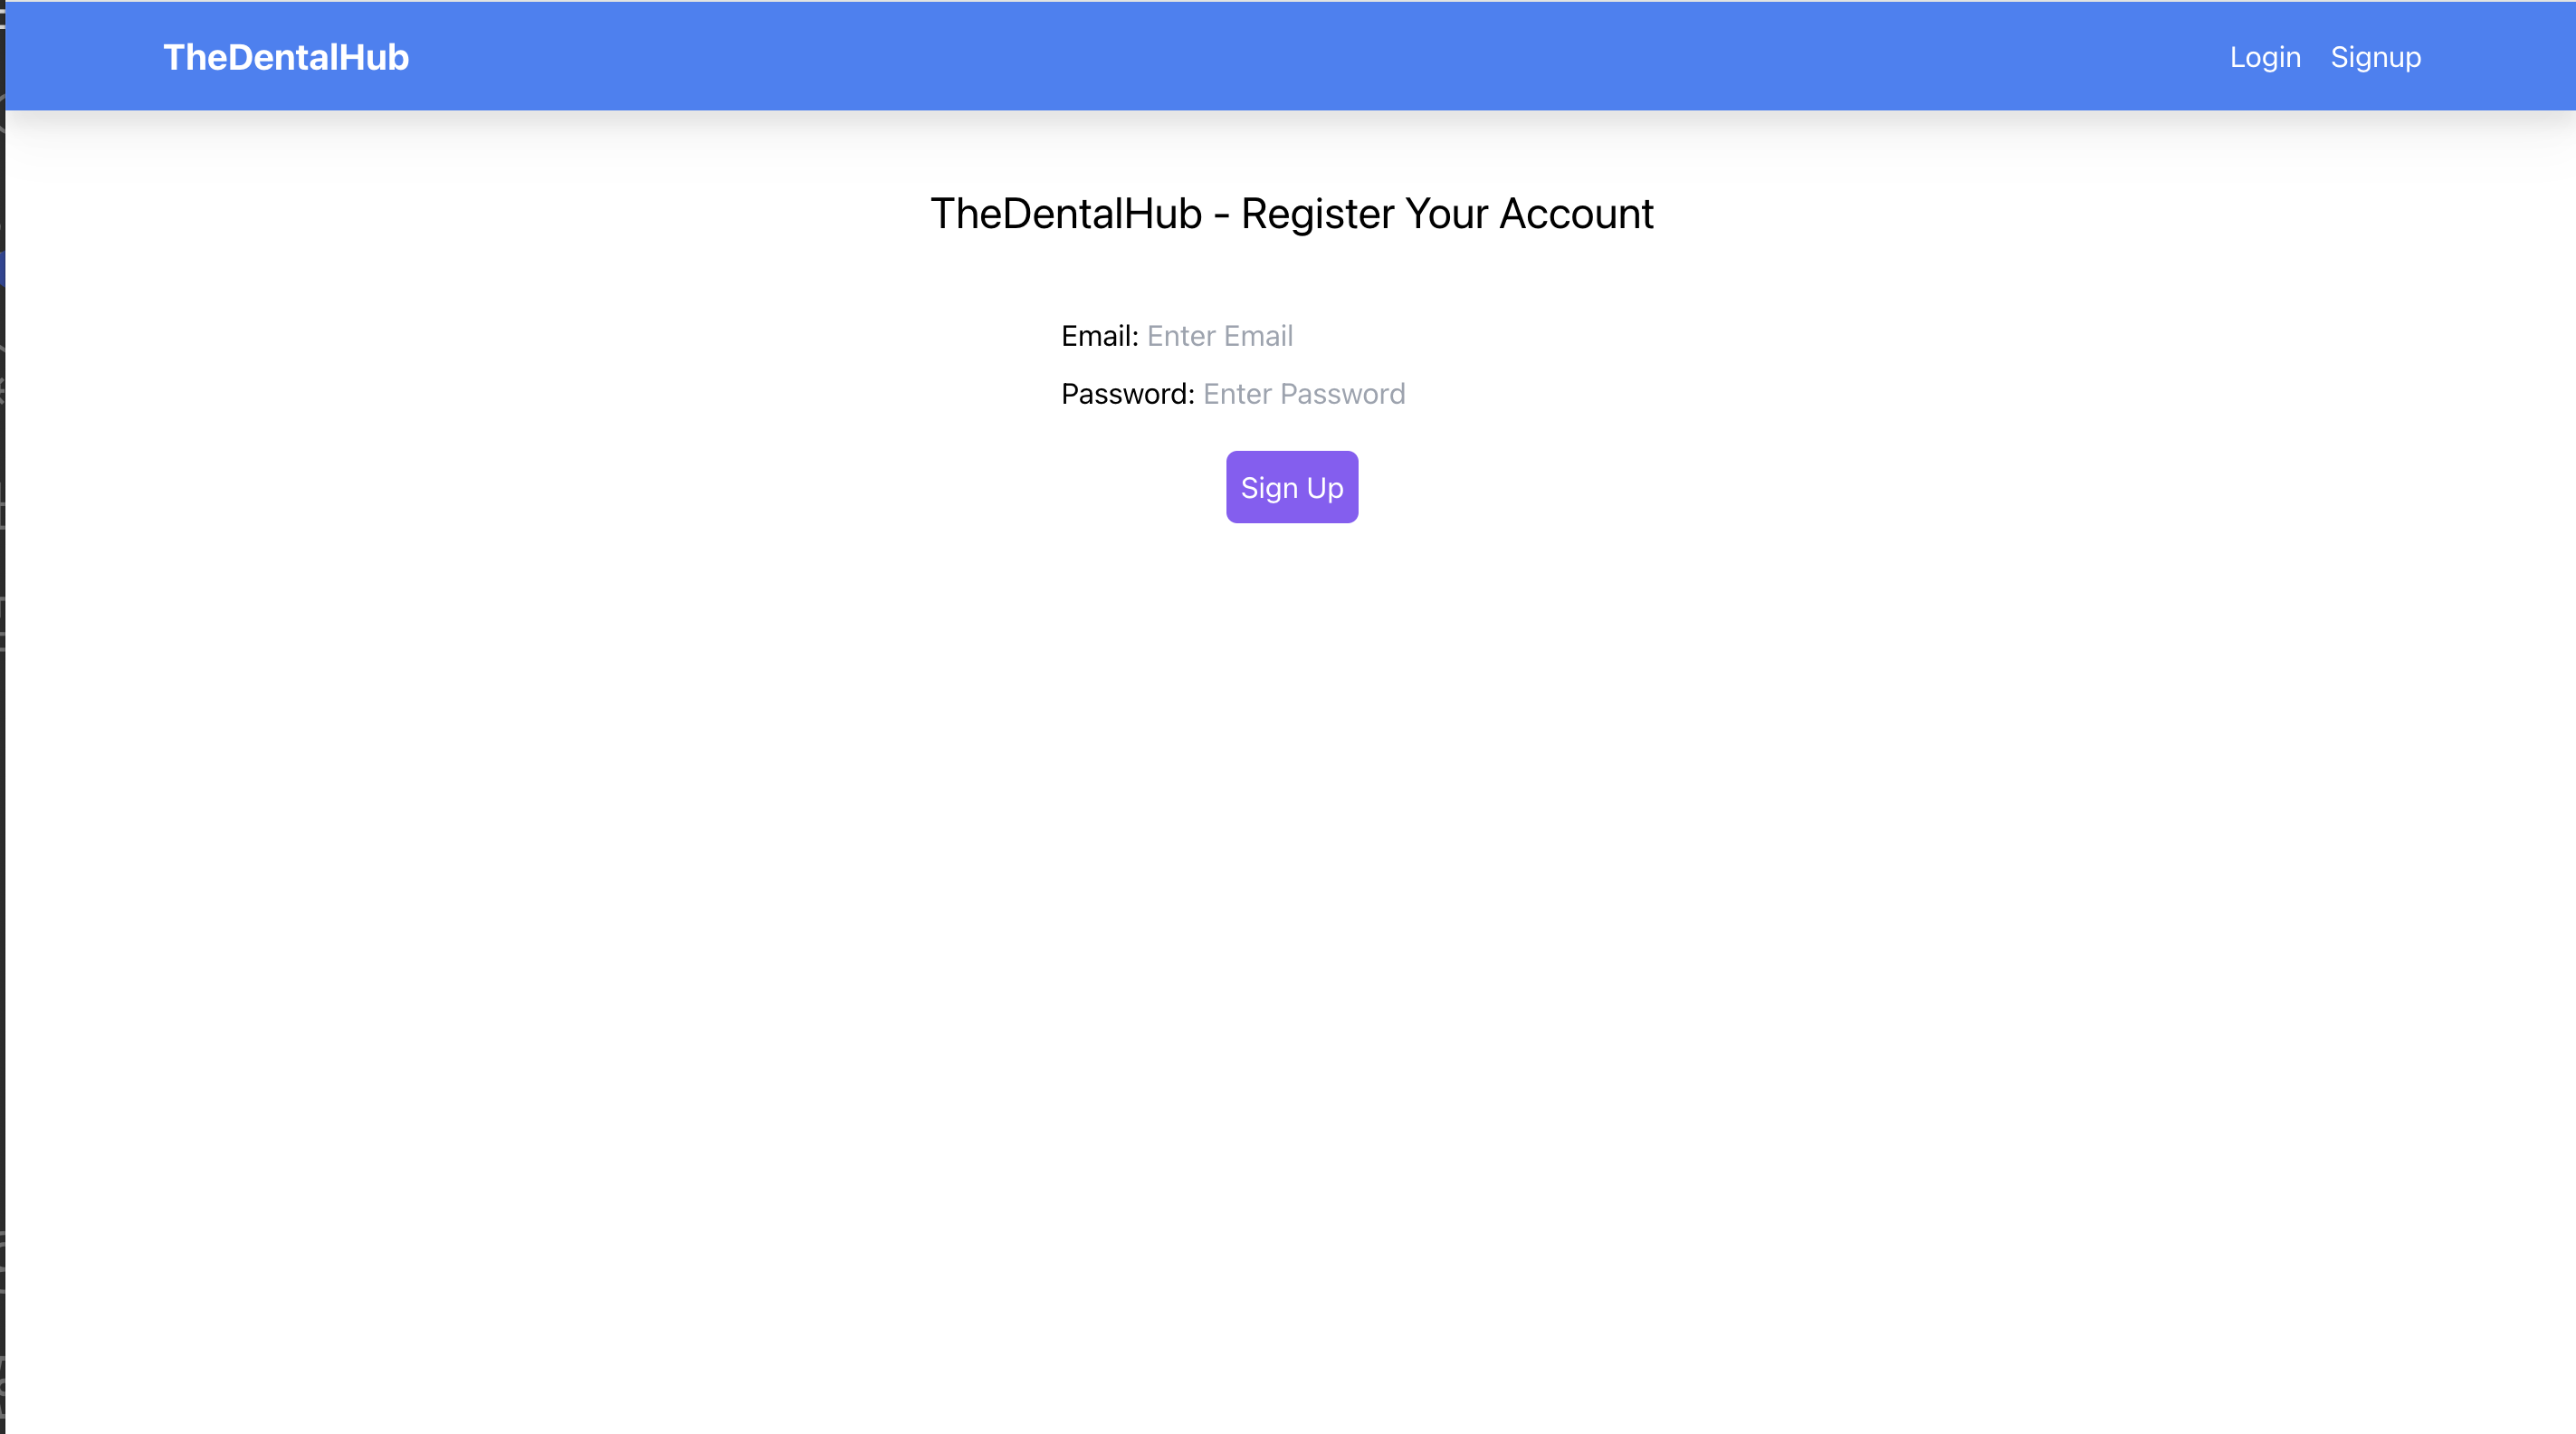 TheDentalHub Login Signup
TheDentalHub - Register Your Account
Email: Enter Email
Password: Enter Password
Sign Up